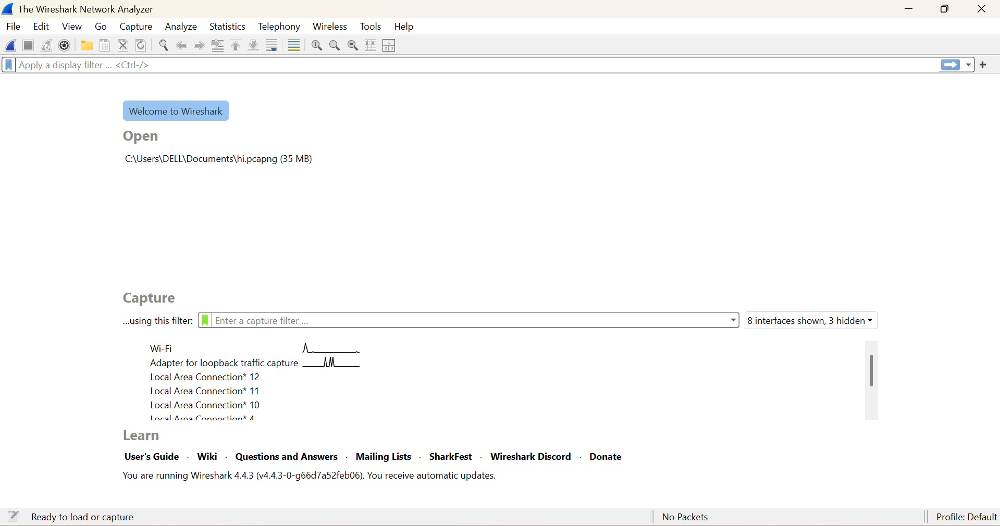 The Wireshark Network Analyzer
File Edit View Go Capture Analyze Statistics Telephony Wireless Tools Help
Apply a display filter ... <Ctrl-/>
Welcome to Wireshark
Open
C:\Users\DELL\Documents\hi.pcapng (35 MB)
Capture
...using this filter: Enter a capture filter ... 8 interfaces shown, 3 hidden
Wi-Fi
Adapter for loopback traffic capture
Local Area Connection* 12
Local Area Connection* 11
Local Area Connection* 10
Local Area Connection* 4
Learn
User's Guide · Wiki · Questions and Answers · Mailing Lists · SharkFest · Wireshark Discord · Donate
You are running Wireshark 4.4.3 (v4.4.3-0-g66d7a52feb06). You receive automatic updates.
Ready to load or capture No Packets Profile: Default